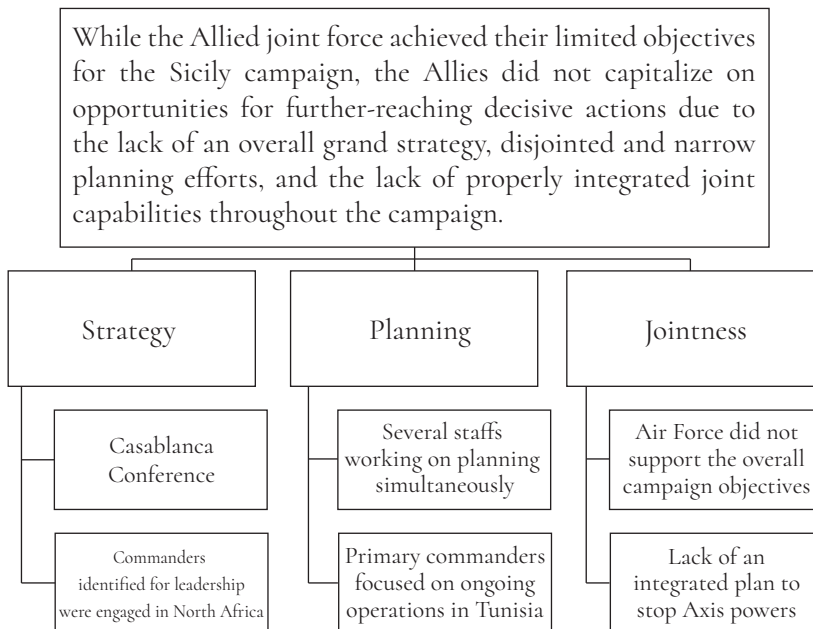 While the Allied joint force achieved their limited objectives
for the Sicily campaign, the Allies did not capitalize on
opportunities for further-reaching decisive actions due to
the lack of an overall grand strategy, disjointed and narrow
planning efforts, and the lack of properly integrated joint
capabilities throughout the campaign.
Strategy
Planning
Jointness
Casablanca
Conference
Several staffs
working on planning
simultaneously
Air Force did not
support the overall
campaign objectives
Commanders
identified for leadership
were engaged in North Africa
Primary commanders
focused on ongoing
operations in Tunisia
Lack of an
integrated plan to
stop Axis powers